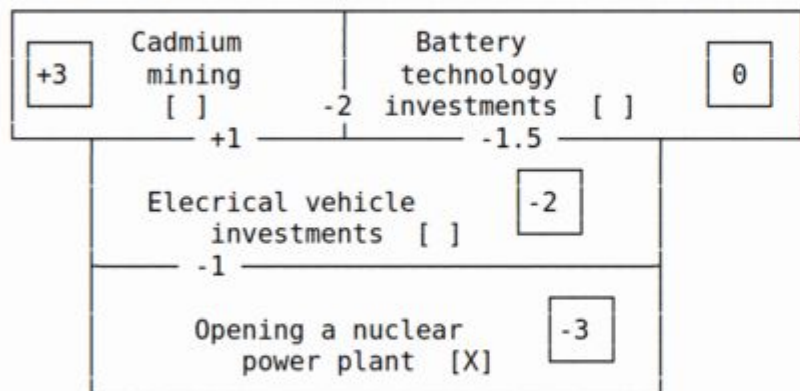 Cadmium Battery
+3 mining technology 0
[ ] -2 investments [ ]
+1 -1.5
Elecrical vehicle -2
investments [ ]
-1
Opening a nuclear -3
power plant [X]